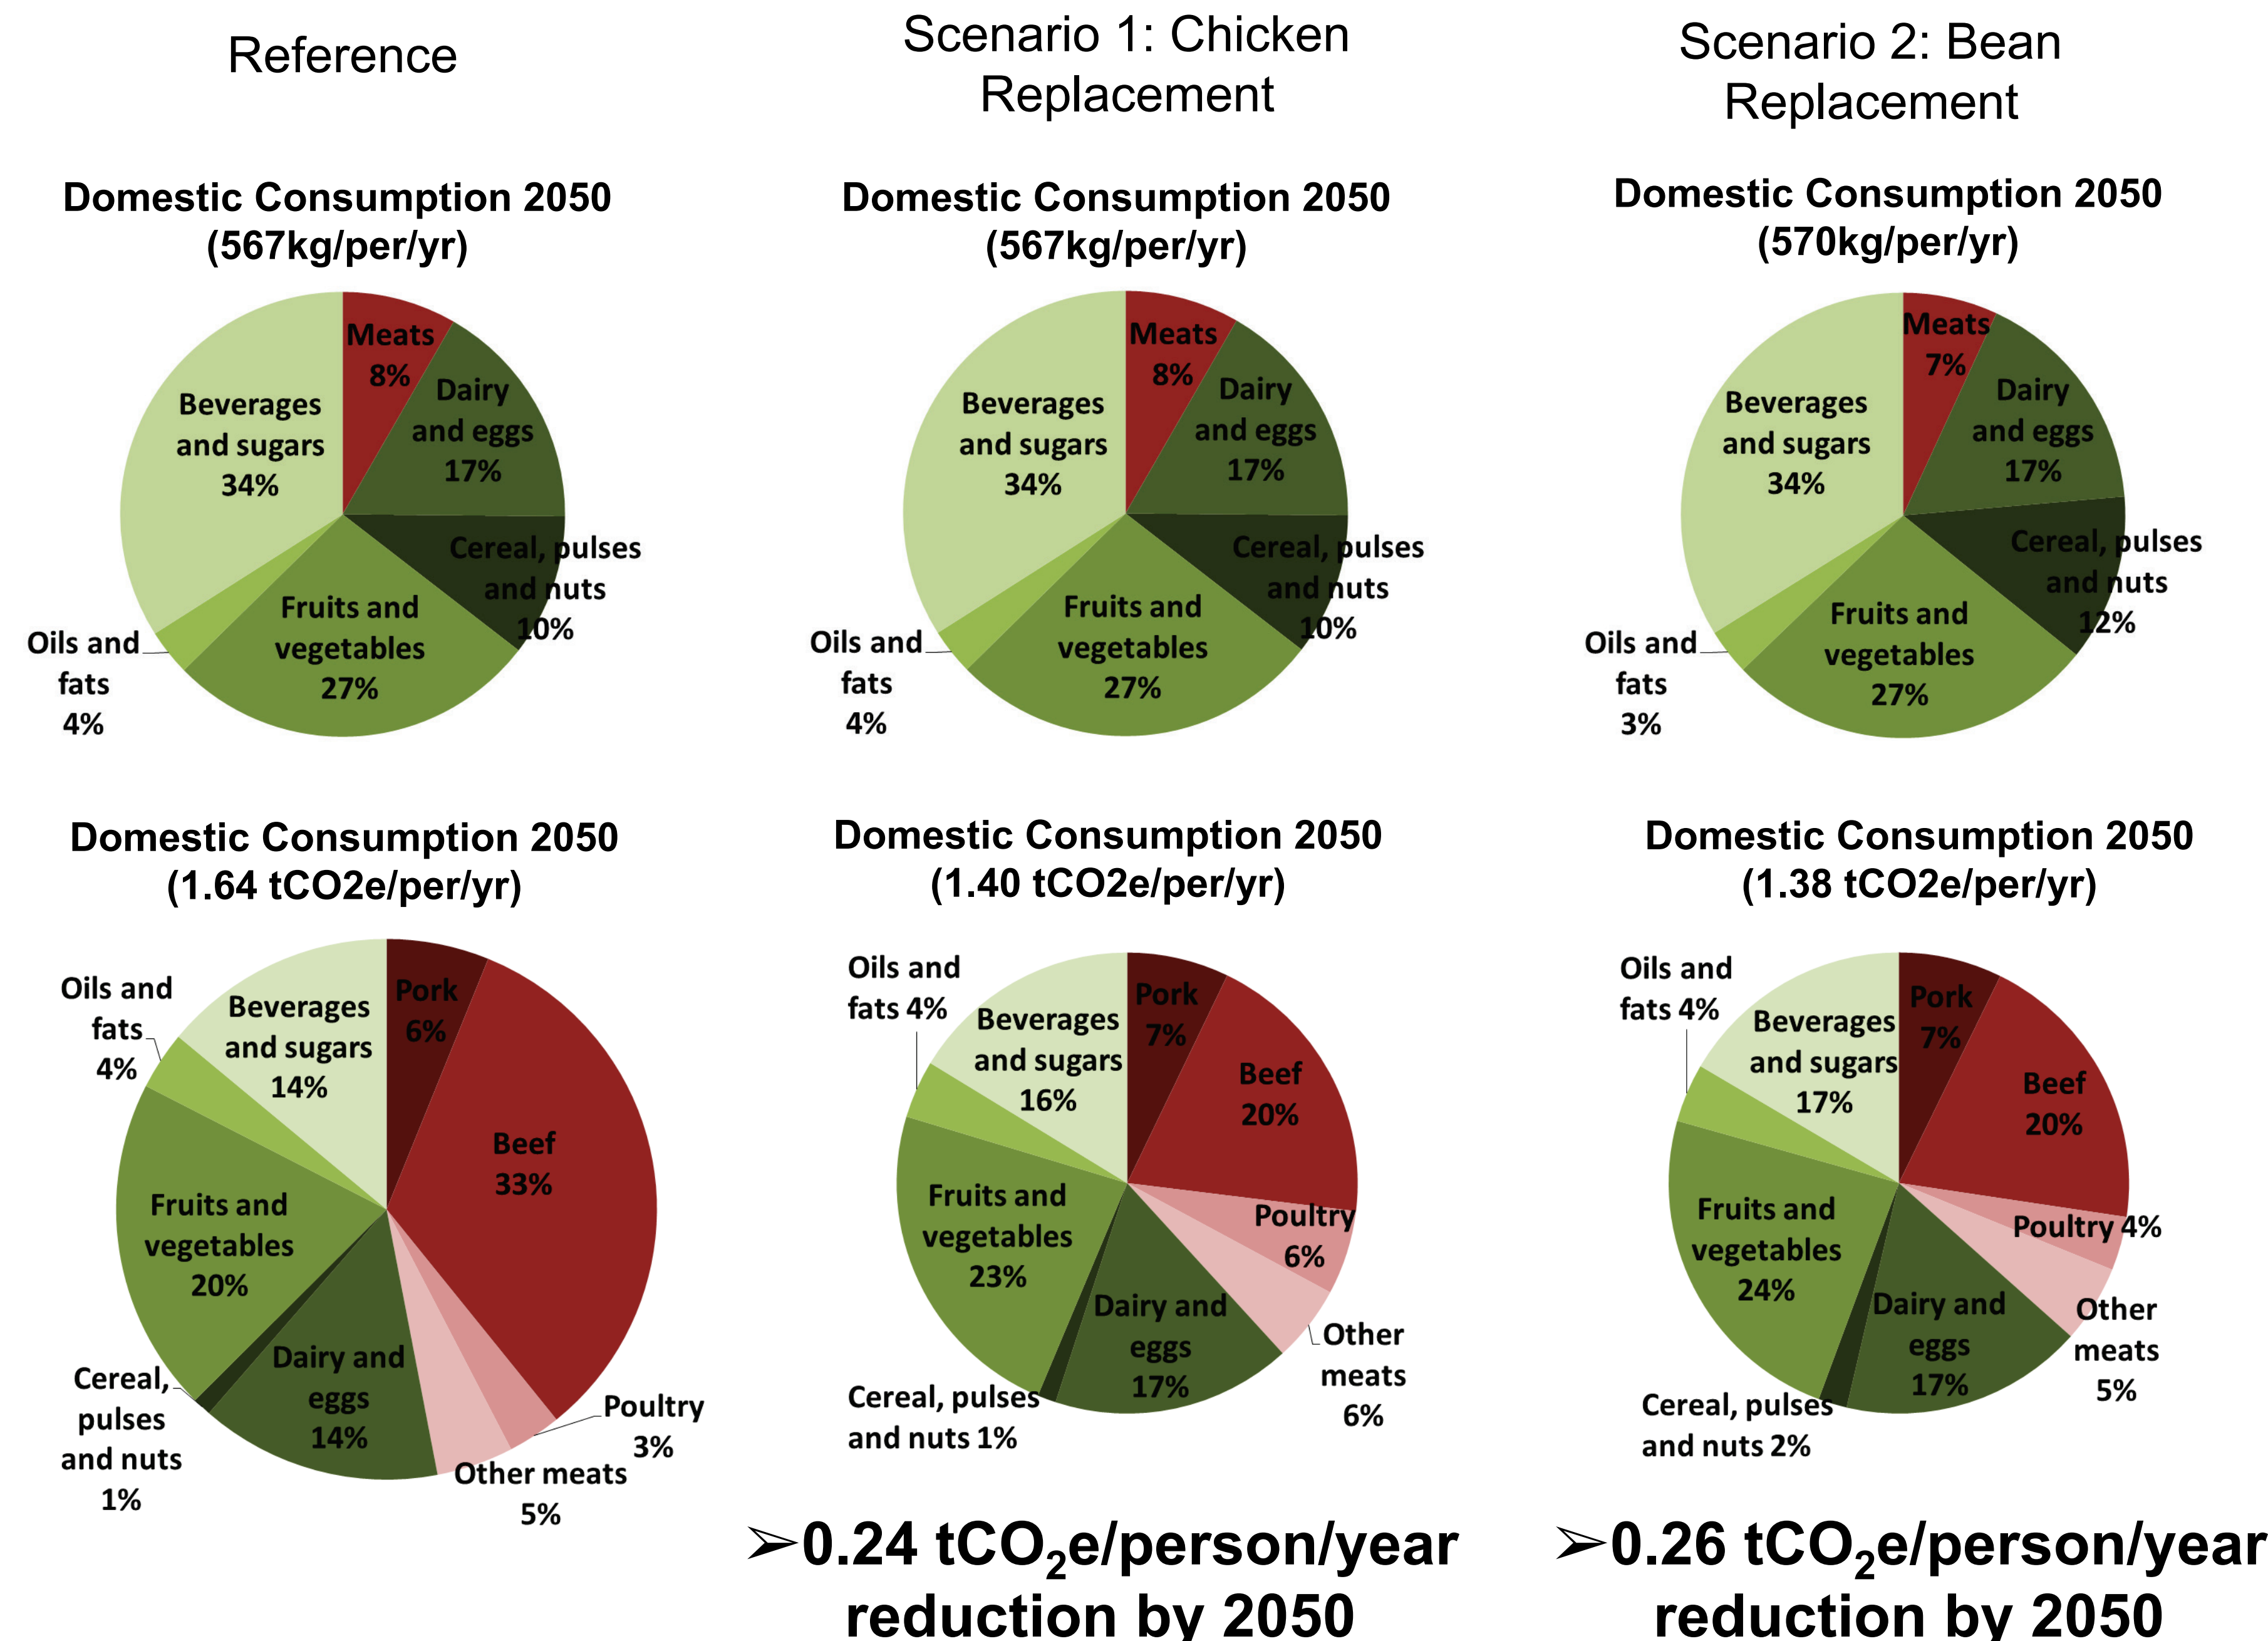 Reference
Scenario 1: Chicken
Replacement
Scenario 2: Bean
Replacement
Domestic Consumption 2050
(567kg/per/yr)
Meats
8%
Dairy
and eggs
17%
Cereal, pulses
and nuts
10%
Fruits and
vegetables
27%
Oils and
fats
4%
Beverages
and sugars
34%
Domestic Consumption 2050
(567kg/per/yr)
Meats
8%
Dairy
and eggs
17%
Cereal, pulses
and nuts
10%
Fruits and
vegetables
27%
Oils and
fats
4%
Beverages
and sugars
34%
Domestic Consumption 2050
(570kg/per/yr)
Meats
7%
Dairy
and eggs
17%
Cereal, pulses
and nuts
12%
Fruits and
vegetables
27%
Oils and
fats
3%
Beverages
and sugars
34%
Domestic Consumption 2050
(1.64 tCO2e/per/yr)
Pork
6%
Beef
33%
Poultry
3%
Other meats
5%
Dairy and
eggs
14%
Cereal,
pulses
and nuts
1%
Fruits and
vegetables
20%
Oils and
fats
4%
Beverages
and sugars
14%
Domestic Consumption 2050
(1.40 tCO2e/per/yr)
Pork
7%
Beef
20%
Poultry
6%
Other
meats
6%
Dairy and
eggs
17%
Cereal, pulses
and nuts 1%
Fruits and
vegetables
23%
Oils and
fats 4%
Beverages
and sugars
16%
➢0.24 tCO₂e/person/year
reduction by 2050
Domestic Consumption 2050
(1.38 tCO2e/per/yr)
Pork
7%
Beef
20%
Poultry 4%
Other
meats
5%
Dairy and
eggs
17%
Cereal, pulses
and nuts 2%
Fruits and
vegetables
24%
Oils and
fats 4%
Beverages
and sugars
17%
➢0.26 tCO₂e/person/year
reduction by 2050